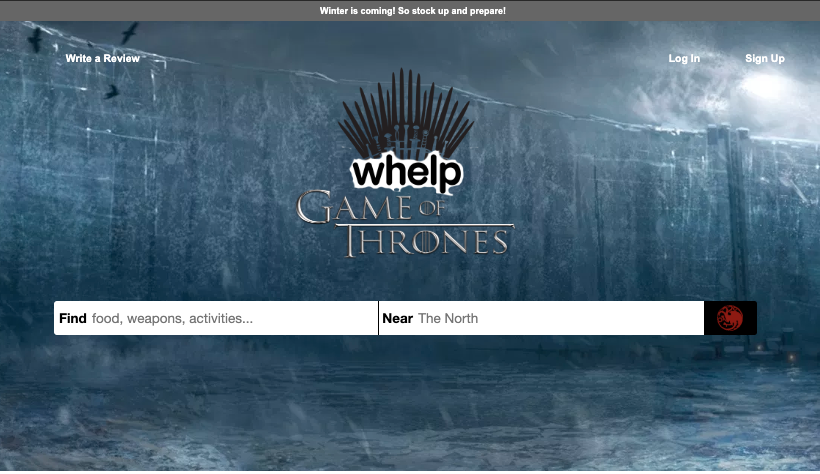 Winter is coming! So stock up and prepare!
Write a Review
Log In
Sign Up
whelp
GAME OF
THRONES
Find food, weapons, activities...
Near The North